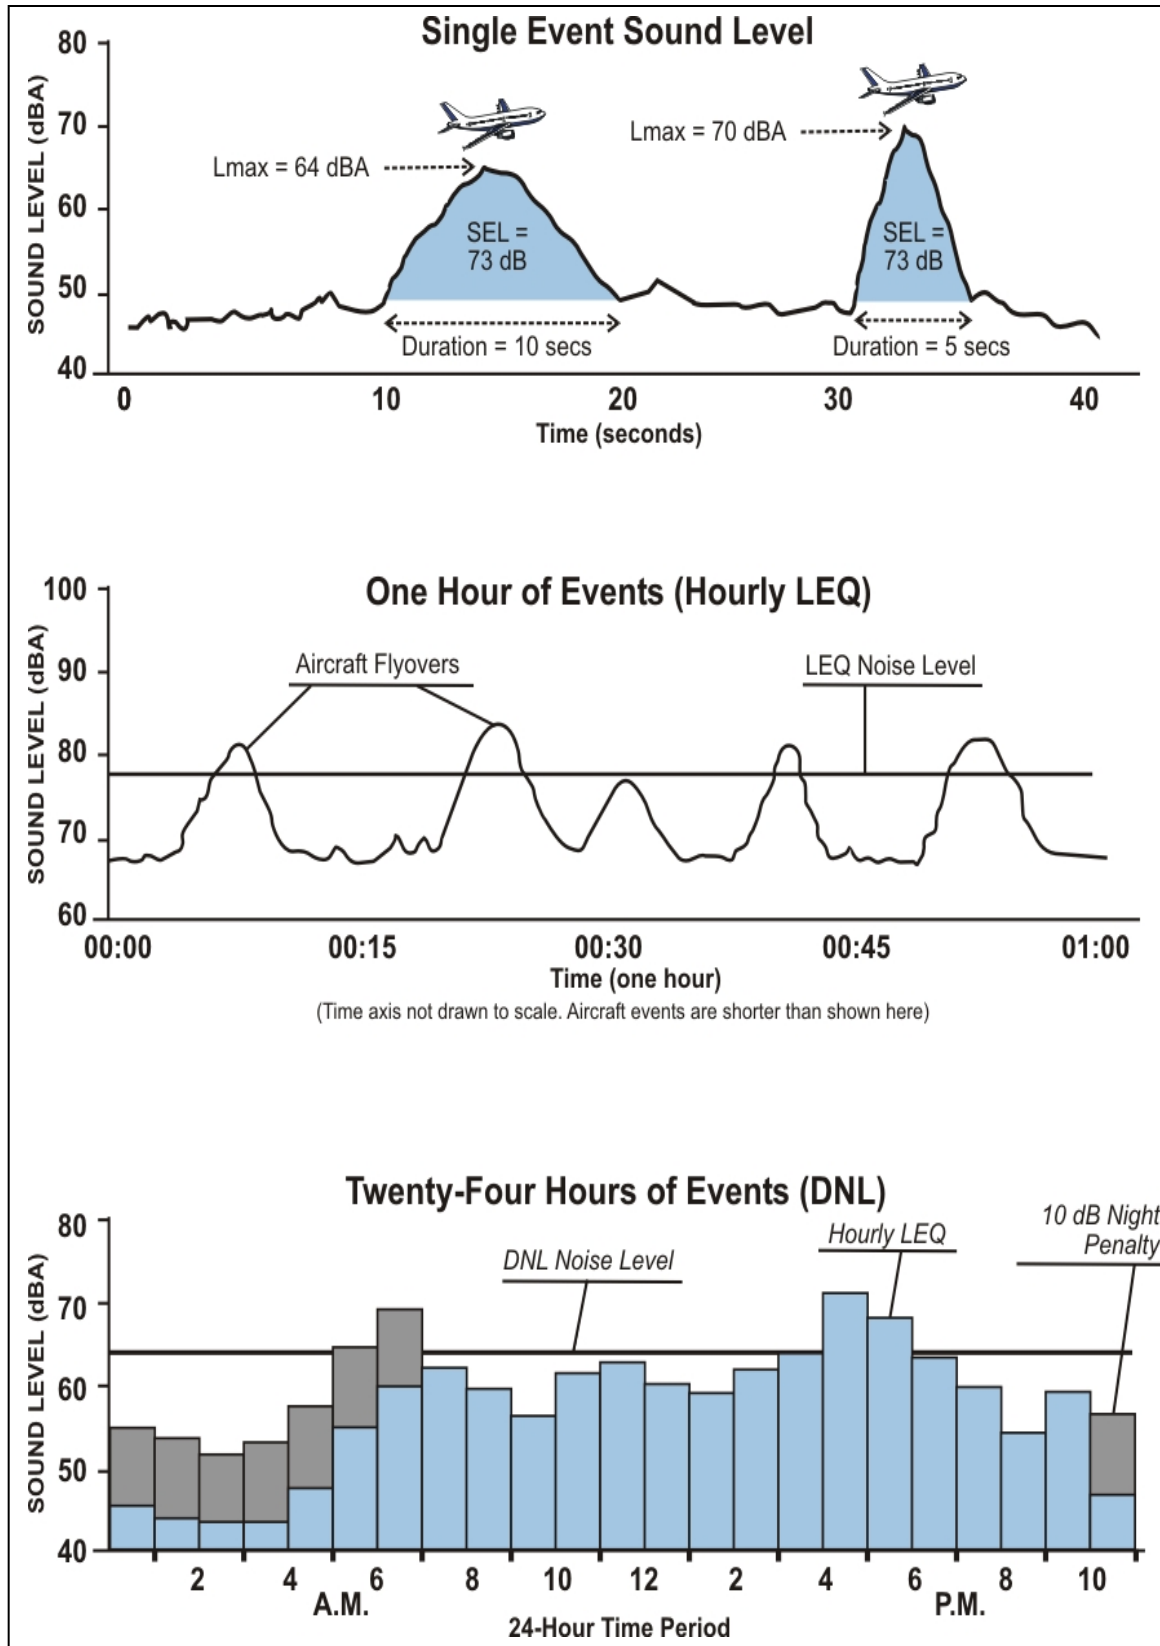 Single Event Sound Level
SOUND LEVEL (dBA)
80
70
60
50
40
Lmax = 64 dBA
Lmax = 70 dBA
SEL =
73 dB
SEL =
73 dB
Duration = 10 secs
Duration = 5 secs
0 10 20 30 40
Time (seconds)
One Hour of Events (Hourly LEQ)
SOUND LEVEL (dBA)
100
90
80
70
60
Aircraft Flyovers
LEQ Noise Level
00:00 00:15 00:30 00:45 01:00
Time (one hour)
(Time axis not drawn to scale. Aircraft events are shorter than shown here)
Twenty-Four Hours of Events (DNL)
SOUND LEVEL (dBA)
80
70
60
50
40
DNL Noise Level
Hourly LEQ
10 dB Night
Penalty
2 4 6 8 10 12 2 4 6 8 10
A.M. P.M.
24-Hour Time Period